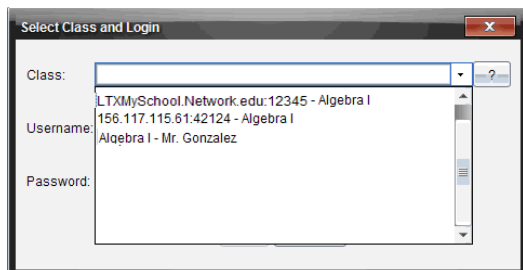 Select Class and Login
x
Class:
?
LTXMySchool.Network.edu:12345 - Algebra I
156.117.115.61:42124 - Algebra I
Algebra I - Mr. Gonzalez
Username:
Password: